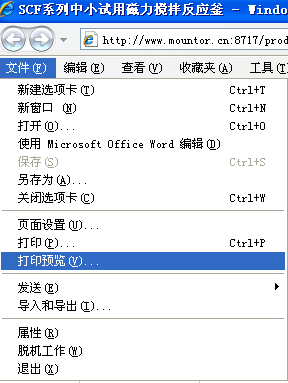 SCF系列中小试用磁力搅拌反应釜 - Windo
http://www.mountor.cn:8717/prod
文件(F) 编辑(E) 查看(V) 收藏夹(A) 工具(T
新建选项卡(T) Ctrl+T
新窗口 (N) Ctrl+N
打开(O)... Ctrl+O
使用 Microsoft Office Word 编辑(D)
保存(S) Ctrl+S
另存为(A)...
关闭选项卡(C) Ctrl+W
页面设置(U)...
打印(P)... Ctrl+P
打印预览(V)...
发送(E)
导入和导出(I)...
属性(R)
脱机工作(W)
退出(X)